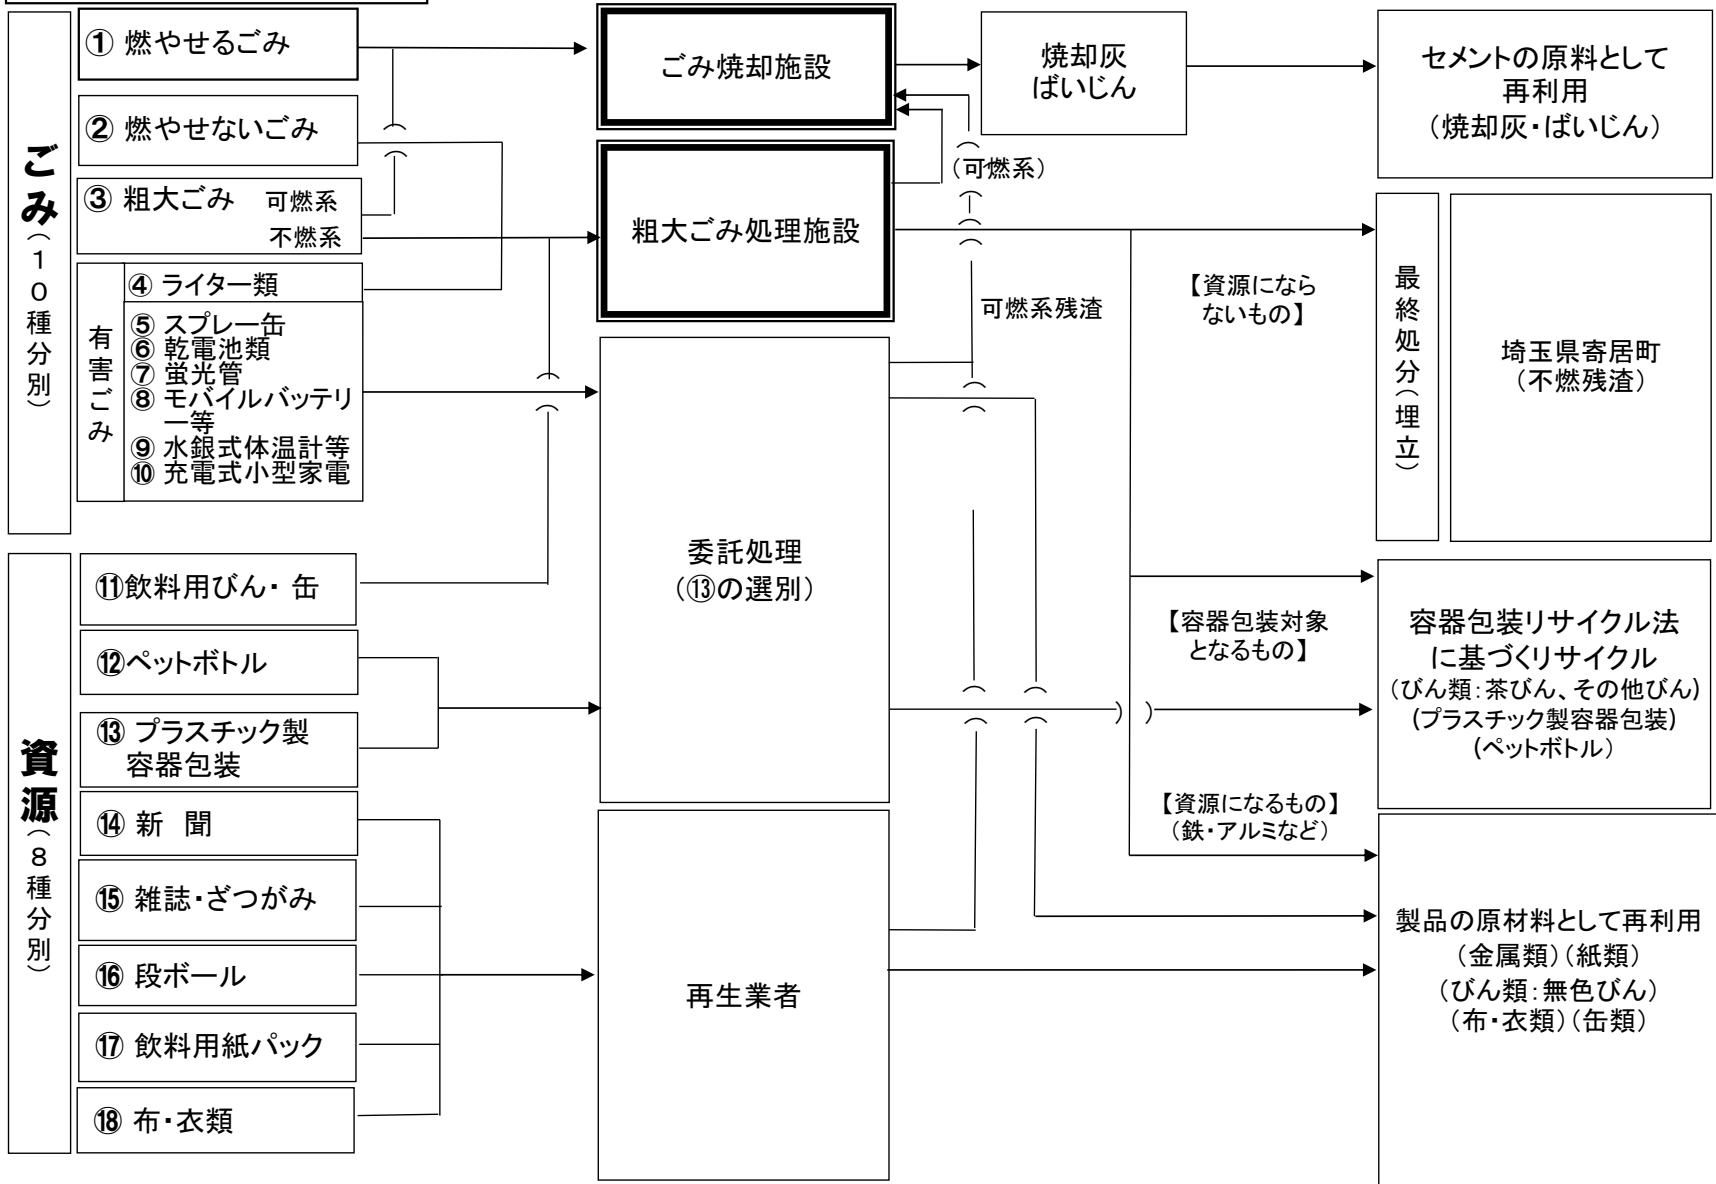 ごみ(10種分別)
① 燃やせるごみ
② 燃やせないごみ
③ 粗大ごみ 可燃系
不燃系
有害ごみ
④ ライター類
⑤ スプレー缶
⑥ 乾電池類
⑦ 蛍光管
⑧ モバイルバッテリ
ー等
⑨ 水銀式体温計等
⑩ 充電式小型家電
資源(8種分別)
⑪飲料用びん・缶
⑫ペットボトル
⑬ プラスチック製
容器包装
⑭ 新 聞
⑮ 雑誌・ざつがみ
⑯ 段ボール
⑰ 飲料用紙パック
⑱ 布・衣類
ごみ焼却施設
粗大ごみ処理施設
委託処理
(⑬の選別)
再生業者
焼却灰
ばいじん
(可燃系)
可燃系残渣
【資源になら
ないもの】
【容器包装対象
となるもの】
【資源になるもの】
(鉄・アルミなど)
セメントの原料として
再利用
(焼却灰・ばいじん)
最終処分(埋立)
埼玉県寄居町
(不燃残渣)
容器包装リサイクル法
に基づくリサイクル
(びん類:茶びん、その他びん)
(プラスチック製容器包装)
(ペットボトル)
製品の原材料として再利用
(金属類)(紙類)
(びん類:無色びん)
(布・衣類)(缶類)